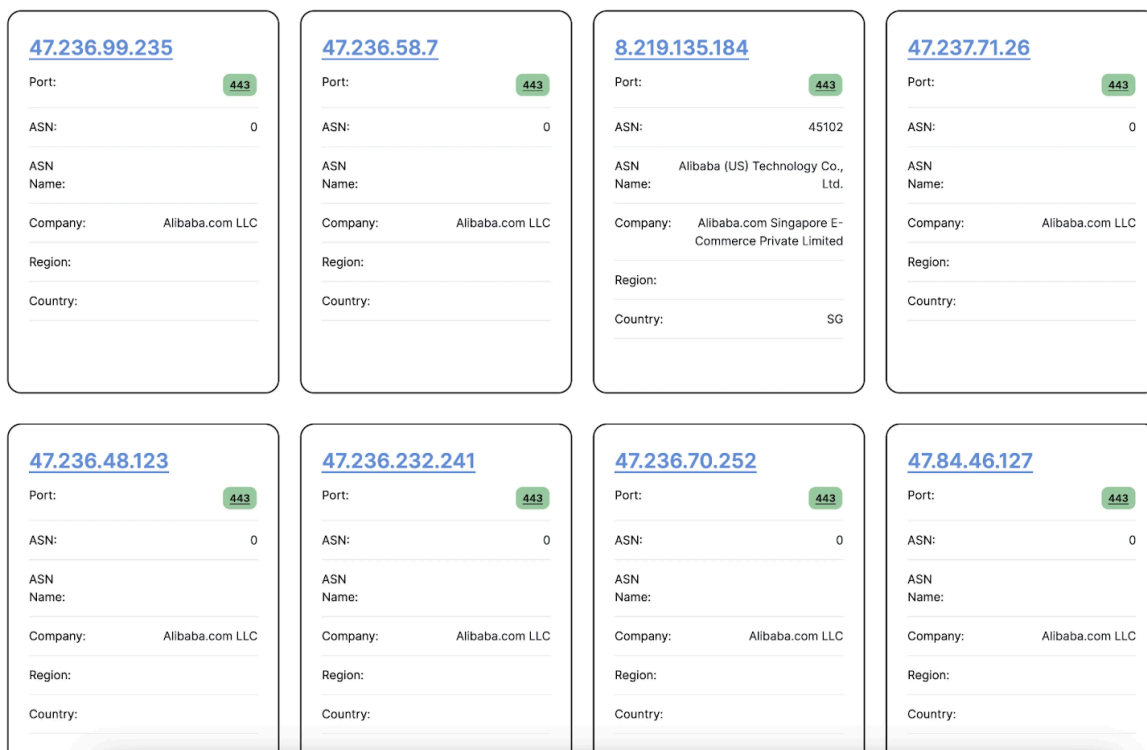 47.236.99.235
Port: 443
ASN: 0
ASN
Name:
Company: Alibaba.com LLC
Region:
Country:
47.236.58.7
Port: 443
ASN: 0
ASN
Name:
Company: Alibaba.com LLC
Region:
Country:
8.219.135.184
Port: 443
ASN: 45102
ASN Alibaba (US) Technology Co.,
Name: Ltd.
Company: Alibaba.com Singapore E-
Commerce Private Limited
Region:
Country: SG
47.237.71.26
Port: 443
ASN: 0
ASN
Name:
Company: Alibaba.com LLC
Region:
Country:
47.236.48.123
Port: 443
ASN: 0
ASN
Name:
Company: Alibaba.com LLC
Region:
Country:
47.236.232.241
Port: 443
ASN: 0
ASN
Name:
Company: Alibaba.com LLC
Region:
Country:
47.236.70.252
Port: 443
ASN: 0
ASN
Name:
Company: Alibaba.com LLC
Region:
Country:
47.84.46.127
Port: 443
ASN: 0
ASN
Name:
Company: Alibaba.com LLC
Region:
Country: